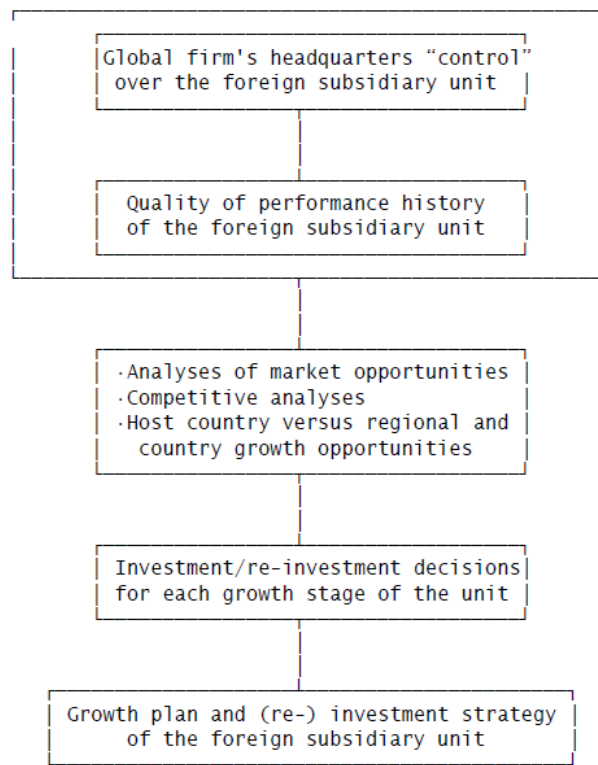 Global firm's headquarters “control”
over the foreign subsidiary unit
Quality of performance history
of the foreign subsidiary unit
·Analyses of market opportunities
·Competitive analyses
·Host country versus regional and
country growth opportunities
Investment/re-investment decisions
for each growth stage of the unit
Growth plan and (re-) investment strategy
of the foreign subsidiary unit